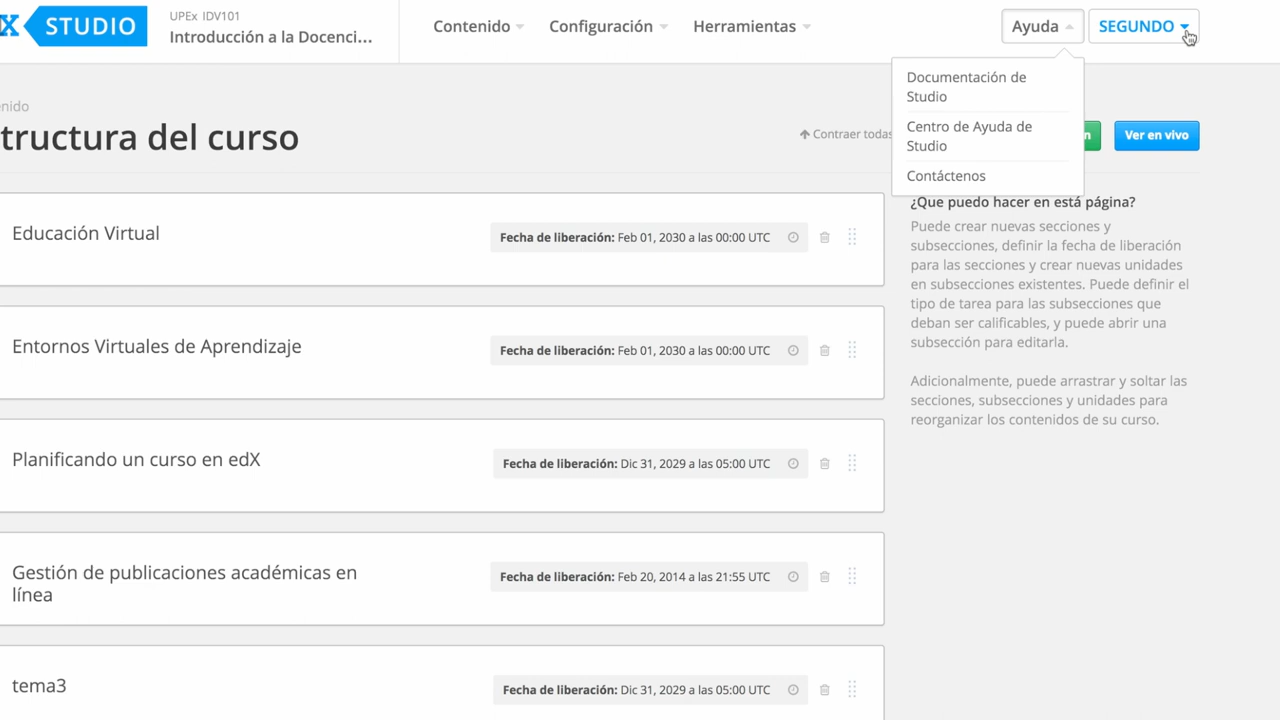 X STUDIO
UPEx IDV101
Introducción a la Docenci...
Contenido
Configuración
Herramientas
Ayuda
SEGUNDO
Documentación de
Studio
Centro de Ayuda de
Studio
Contáctenos
enido
tructura del curso
Contraer todas
n
Ver en vivo
Educación Virtual
Fecha de liberación: Feb 01, 2030 a las 00:00 UTC
Entornos Virtuales de Aprendizaje
Fecha de liberación: Feb 01, 2030 a las 00:00 UTC
Planificando un curso en edX
Fecha de liberación: Dic 31, 2029 a las 05:00 UTC
Gestión de publicaciones académicas en
línea
Fecha de liberación: Feb 20, 2014 a las 21:55 UTC
tema3
Fecha de liberación: Dic 31, 2029 a las 05:00 UTC
¿Que puedo hacer en está página?
Puede crear nuevas secciones y
subsecciones, definir la fecha de liberación
para las secciones y crear nuevas unidades
en subsecciones existentes. Puede definir el
tipo de tarea para las subsecciones que
deban ser calificables, y puede abrir una
subsección para editarla.
Adicionalmente, puede arrastrar y soltar las
secciones, subsecciones y unidades para
reorganizar los contenidos de su curso.